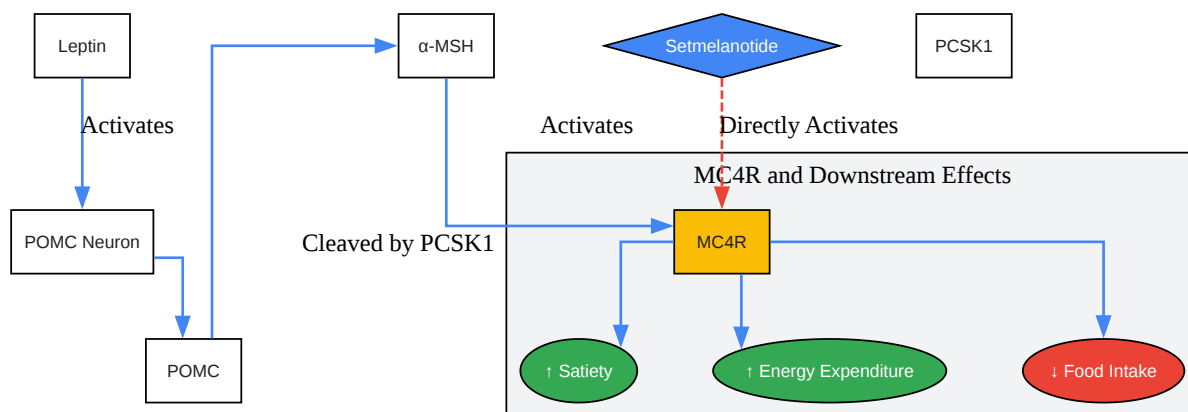 Leptin
α-MSH
Setmelanotide
PCSK1
Activates
Activates
Directly Activates
MC4R and Downstream Effects
POMC Neuron
Cleaved by PCSK1
MC4R
POMC
↑ Satiety
↑ Energy Expenditure
↓ Food Intake